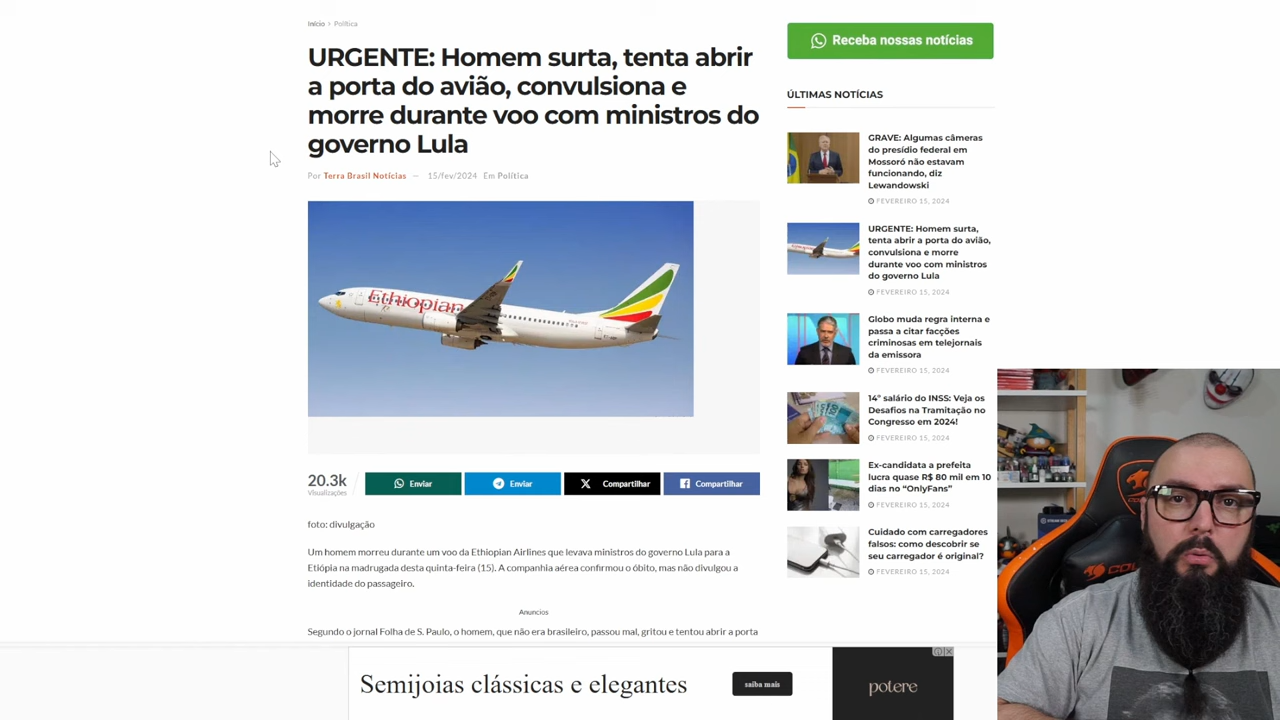 Início > Política
URGENTE: Homem surta, tenta abrir
a porta do avião, convulsiona e
morre durante voo com ministros do
governo Lula
Por Terra Brasil Notícias — 15/fev/2024 Em Política
Ethiopian
20.3k
Visualizações
Enviar
Enviar
Compartilhar
Compartilhar
foto: divulgação
Um homem morreu durante um voo da Ethiopian Airlines que levava ministros do governo Lula para a
Etiópia na madrugada desta quinta-feira (15). A companhia aérea confirmou o óbito, mas não divulgou a
identidade do passageiro.
Anuncios
Segundo o jornal Folha de S. Paulo, o homem, que não era brasileiro, passou mal, gritou e tentou abrir a porta
Receba nossas notícias
ÚLTIMAS NOTÍCIAS
GRAVE: Algumas câmeras
do presídio federal em
Mossoró não estavam
funcionando, diz
Lewandowski
FEVEREIRO 15, 2024
URGENTE: Homem surta,
tenta abrir a porta do avião,
convulsiona e morre
durante voo com ministros
do governo Lula
FEVEREIRO 15, 2024
Globo muda regra interna e
passa a citar facções
criminosas em telejornais
da emissora
FEVEREIRO 15, 2024
14º salário do INSS: Veja os
Desafios na Tramitação no
Congresso em 2024!
FEVEREIRO 15, 2024
Ex-candidata a prefeita
lucra quase R$ 80 mil em 10
dias no “OnlyFans”
FEVEREIRO 15, 2024
Cuidado com carregadores
falsos: como descobrir se
seu carregador é original?
FEVEREIRO 15, 2024
Semijoias clássicas e elegantes
saiba mais
potere